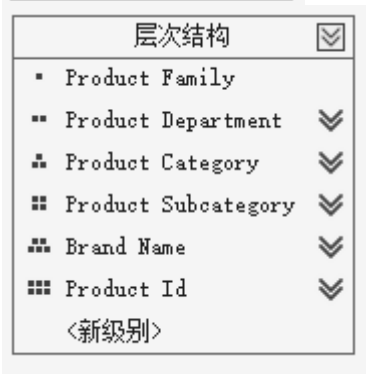 层次结构
Product Family
Product Department
Product Category
Product Subcategory
Brand Name
Product Id
<新级别>